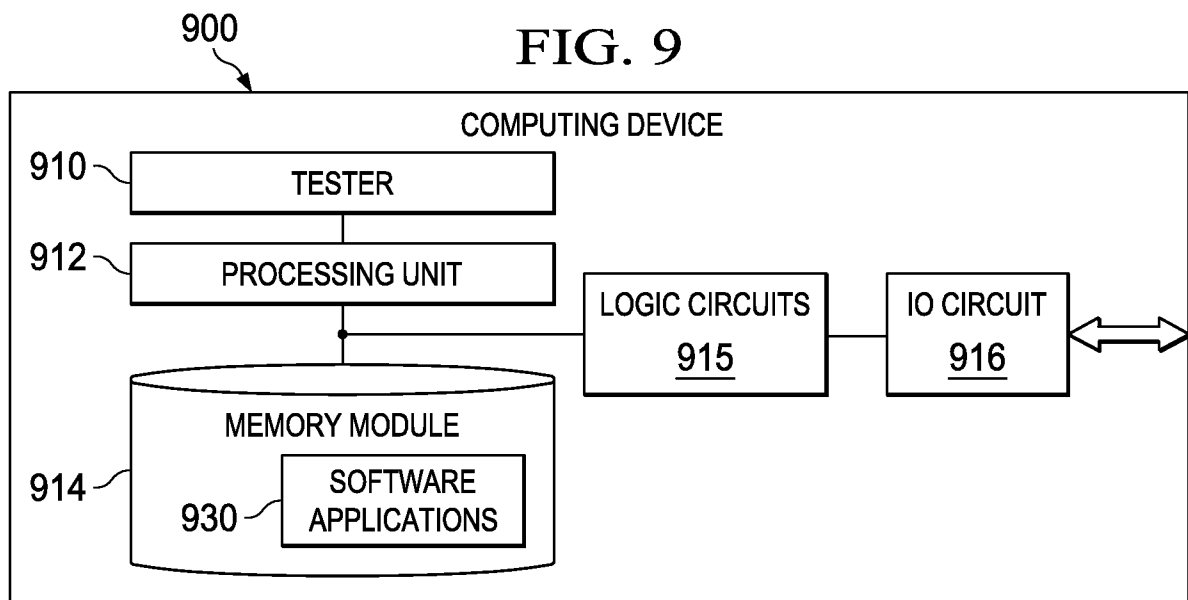 FIG. 9
900
COMPUTING DEVICE
910
TESTER
912
PROCESSING UNIT
LOGIC CIRCUITS
915
IO CIRCUIT
916
MEMORY MODULE
914
930
SOFTWARE
APPLICATIONS